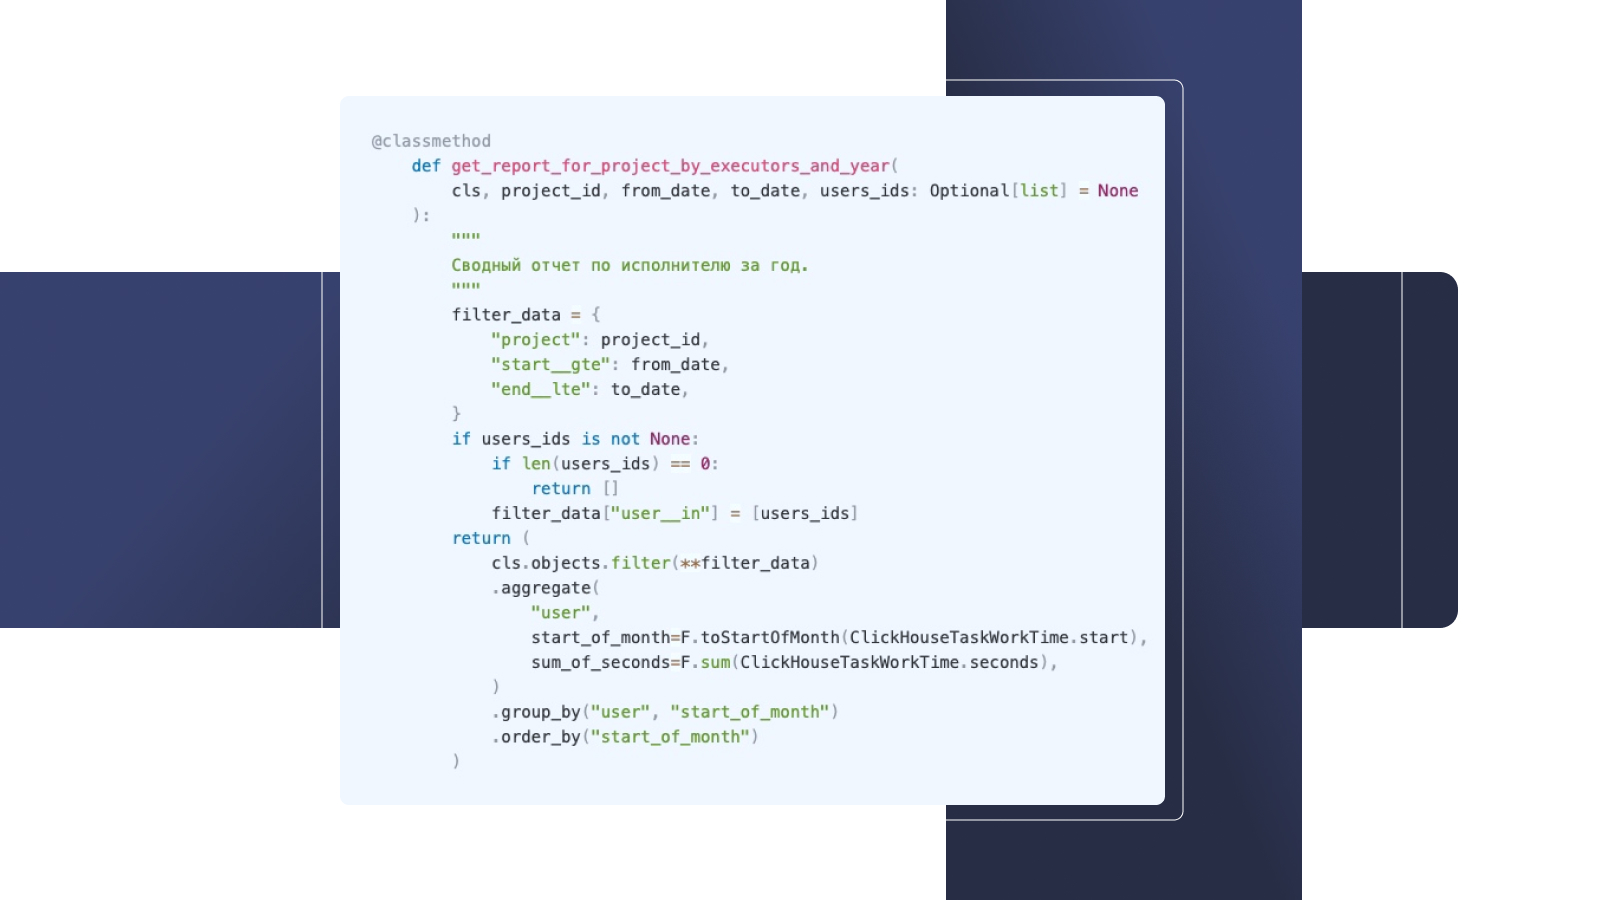 @classmethod
    def get_report_for_project_by_executors_and_year(
        cls, project_id, from_date, to_date, users_ids: Optional[list] = None
    ):
        """
        Сводный отчет по исполнителю за год.
        """
        filter_data = {
            "project": project_id,
            "start__gte": from_date,
            "end__lte": to_date,
        }
        if users_ids is not None:
            if len(users_ids) == 0:
                return []
            filter_data["user__in"] = [users_ids]
        return (
            cls.objects.filter(**filter_data)
            .aggregate(
                "user",
                start_of_month=F.toStartOfMonth(ClickHouseTaskWorkTime.start),
                sum_of_seconds=F.sum(ClickHouseTaskWorkTime.seconds),
            )
            .group_by("user", "start_of_month")
            .order_by("start_of_month")
        )